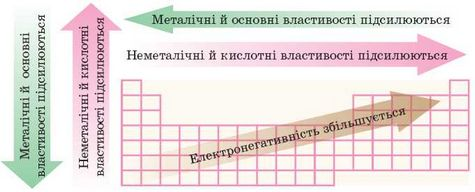 Металічні й основні властивості підсилюються
Неметалічні й кислотні властивості підсилюються
Металічні й основні
властивості підсилюються
Неметалічні й кислотні
властивості підсилюються
Електронегативність збільшується